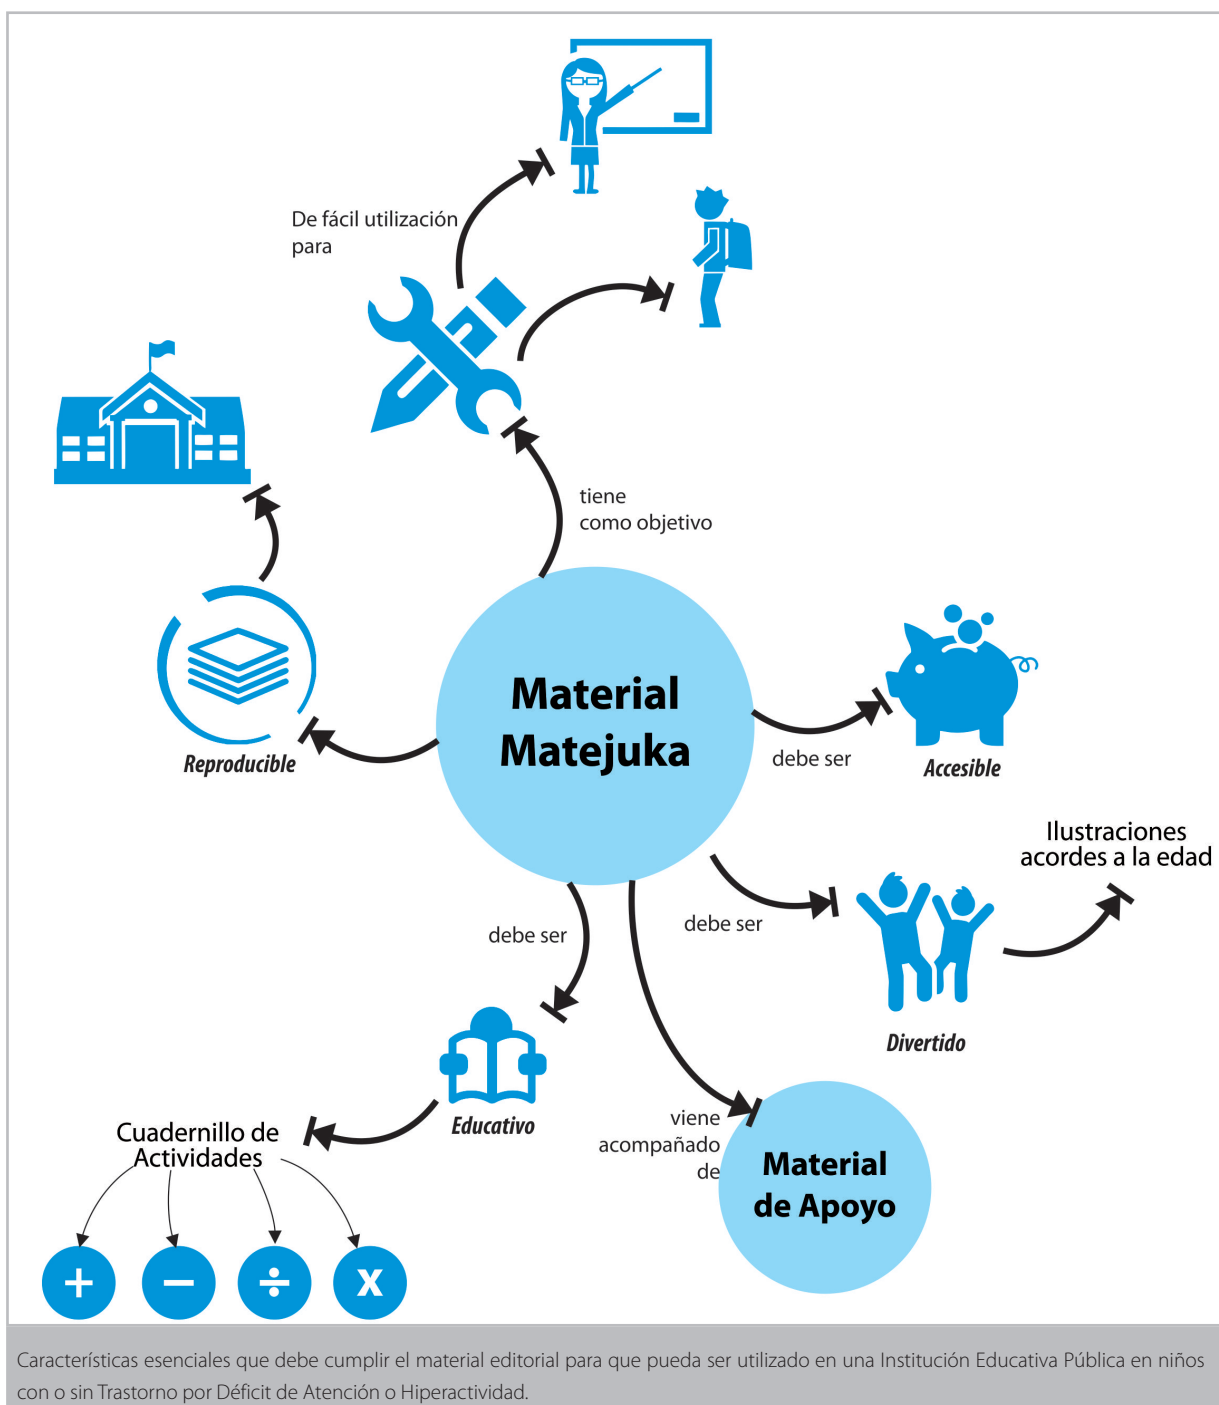 De fácil utilización
para
tiene
como objetivo
Material
Matejuka
Reproducible
debe ser
Accesible
Ilustraciones
acordes a la edad
debe ser
debe ser
Divertido
Educativo
viene
acompañado
de
Material
de Apoyo
Cuadernillo de
Actividades
+ − ÷ x
Características esenciales que debe cumplir el material editorial para que pueda ser utilizado en una Institución Educativa Pública en niños
con o sin Trastorno por Déficit de Atención o Hiperactividad.